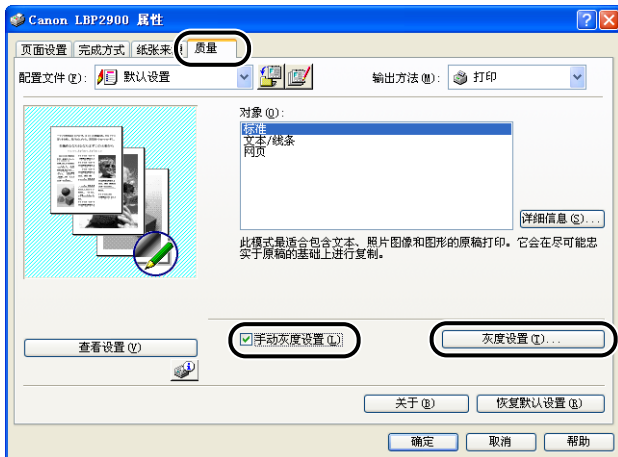 Canon LBP2900 属性
页面设置 完成方式 纸张来 质量
配置文件(F): 默认设置 输出方法(M): 打印
对象(O):
标准
文本/线条
网页
详细信息(S)...
此模式最适合包含文本、照片图像和图形的原稿打印。它会在尽可能忠
实于原稿的基础上进行复制。
查看设置(V)
手动灰度设置(L) 灰度设置(T)...
关于(B) 恢复默认设置(R)
确定 取消 帮助